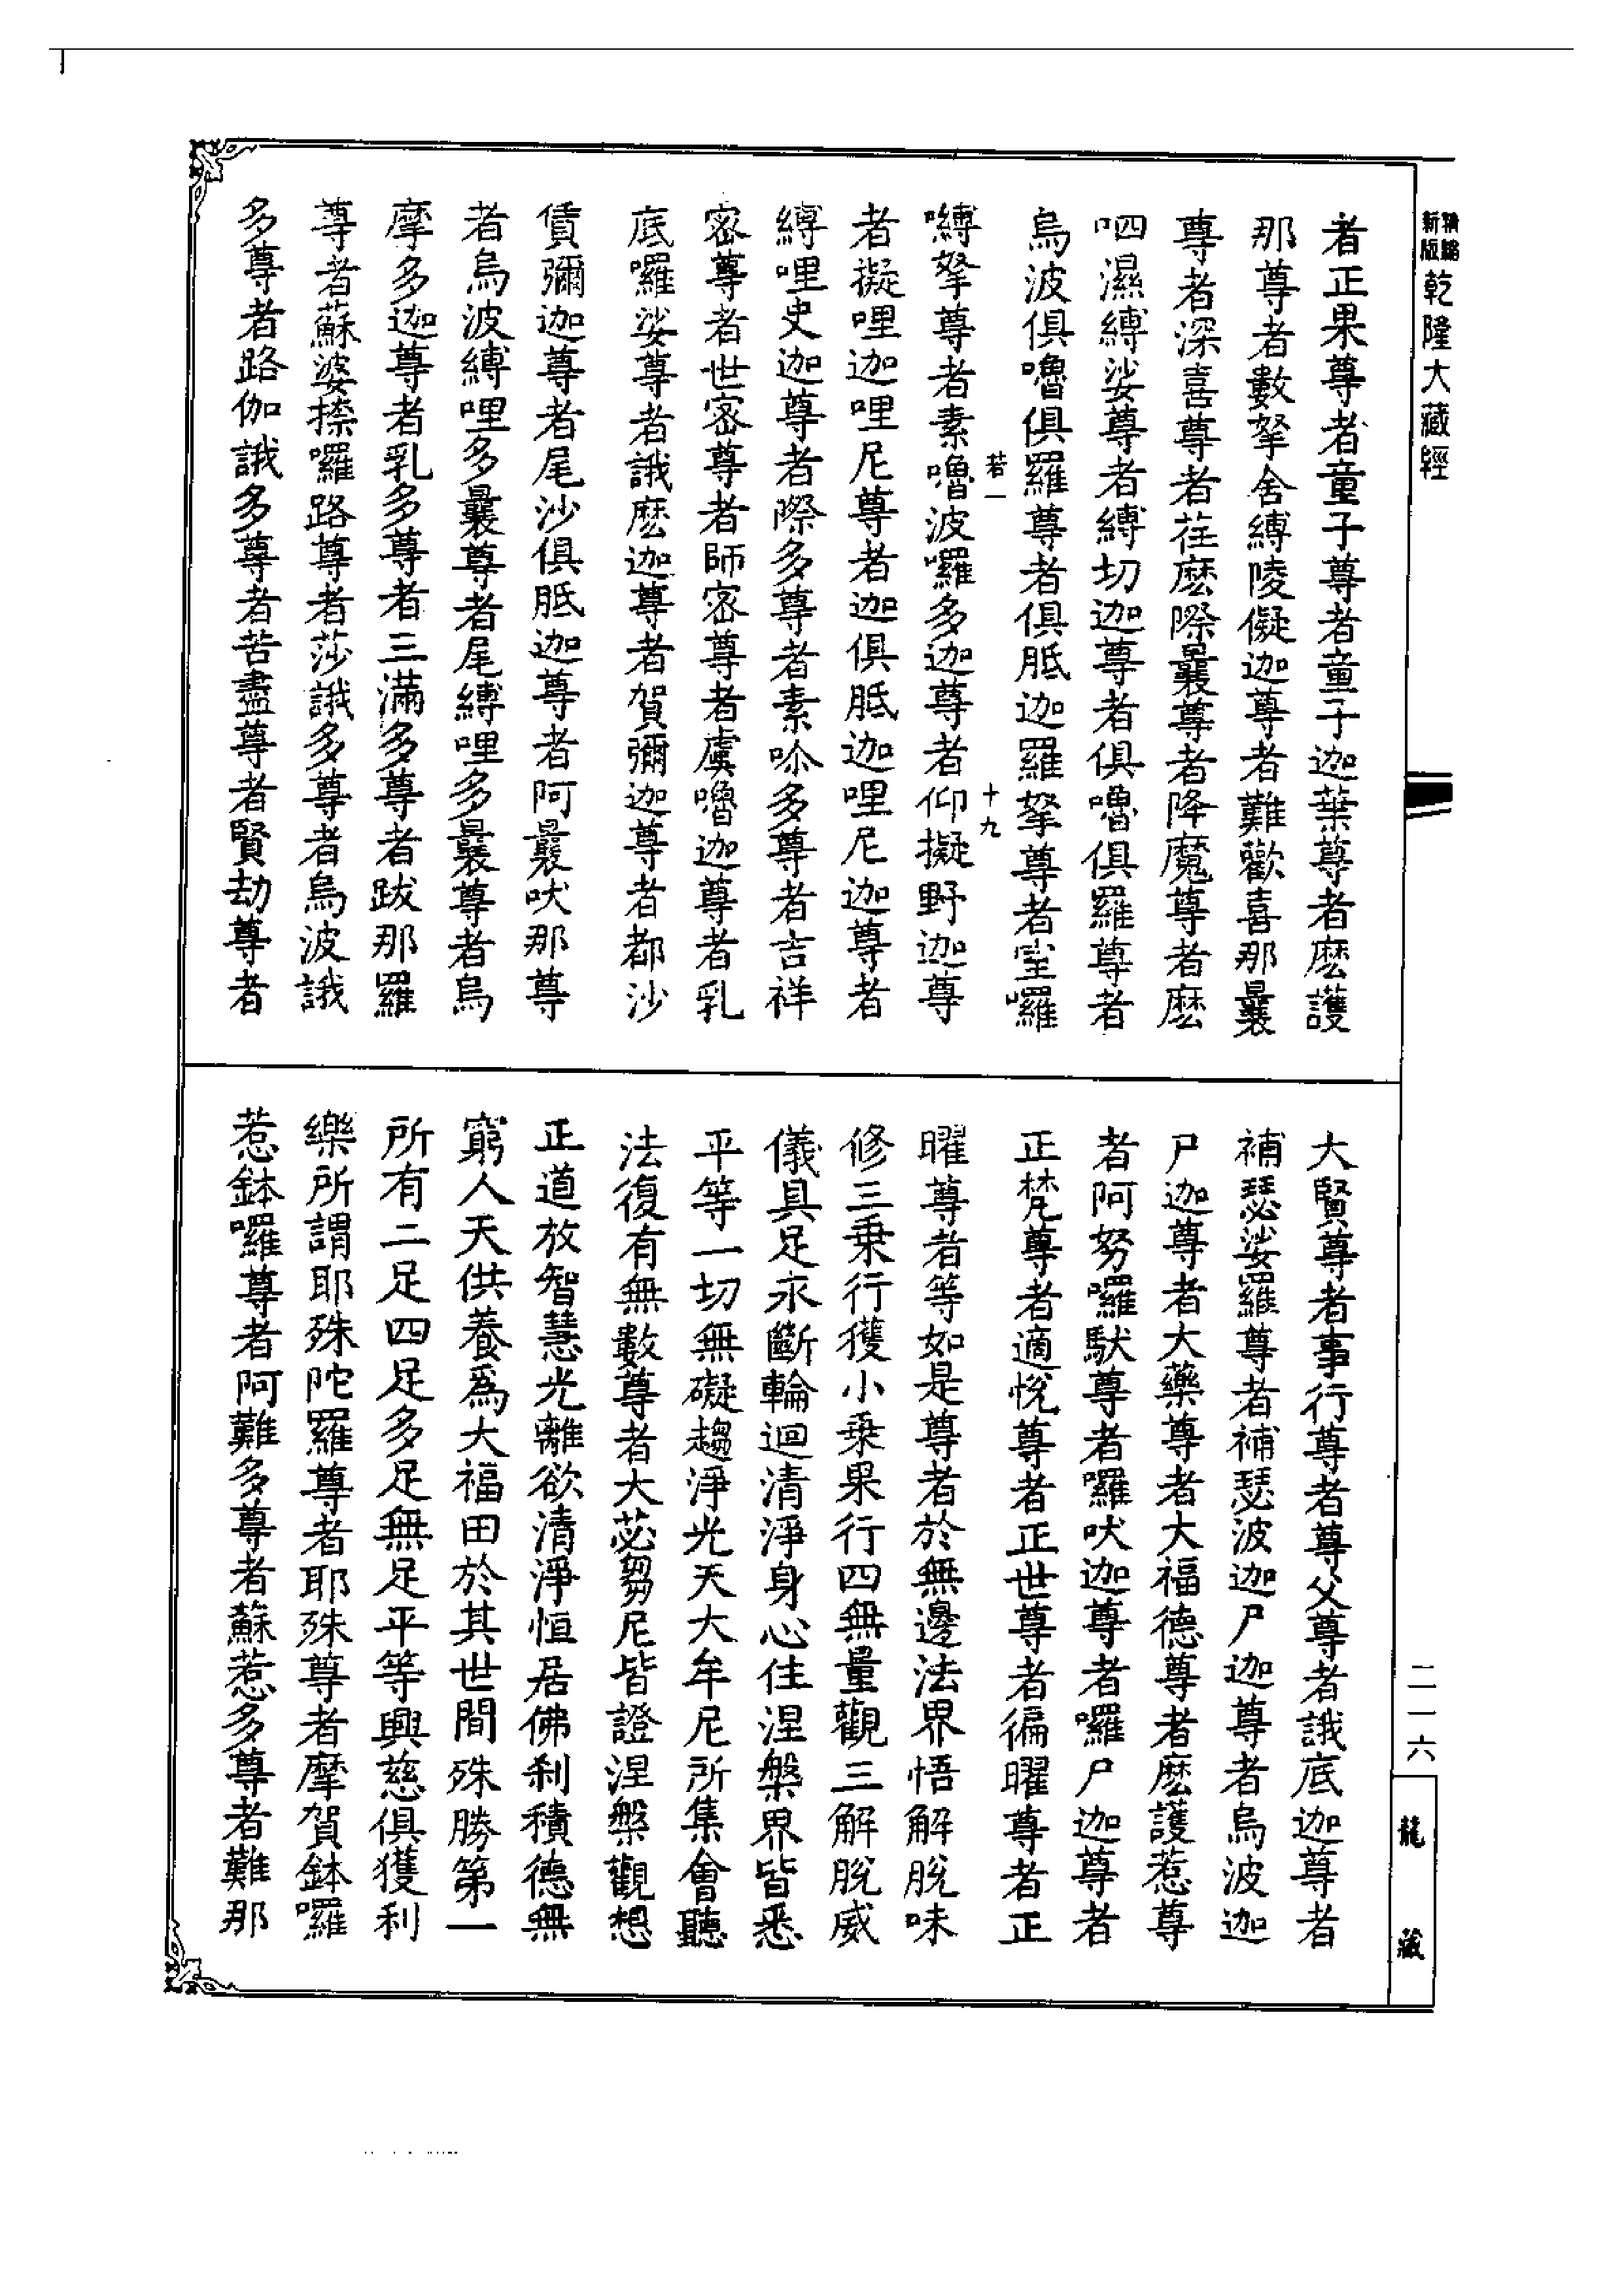 精縮
新版
乾隆大藏經
者正果尊者童子尊者童子迦葉尊者麽護
那尊者數拏舍縛陵儗迦尊者難歡喜那曩
尊者深喜尊者茬麽際曩尊者降魔尊者麽
呬濕縛娑尊者縛切迦尊者俱嚕俱羅尊者
烏波俱嚕俱羅尊者俱胝迦羅拏尊者室囉
嚩拏尊者素嚕波囉多迦尊者仰擬野迦尊
若一
十九
者擬哩迦哩尼尊者迦俱胝迦哩尼迦尊者
縛哩史迦尊者際多尊者素吩多尊者吉祥
密尊者世密尊者師密尊者虞嚕迦尊者乳
底囉娑尊者誐麽迦尊者賀彌迦尊者都沙
賃彌迦尊者尾沙俱胝迦尊者阿曩吠那尊
者烏波縛哩多曩尊者尾縛哩多曩尊者烏
摩多迦尊者乳多尊者三滿多尊者跋那羅
尊者蘇婆捺囉路尊者莎誐多尊者烏波誐
多尊者路伽誐多尊者苦盡尊者賢劫尊者
大賢尊者事行尊者尊父尊者誐底迦尊者
補瑟娑羅尊者補瑟波迦尸迦尊者烏波迦
尸迦尊者大藥尊者大福德尊者麽護惹尊
者阿努囉馱尊者囉吠迦尊者囉尸迦尊者
正梵尊者適悅尊者正世尊者徧曜尊者正
曜尊者等如是尊者於無邊法界悟解脫味
修三乘行獲小乘果行四無量觀三解脫威
儀具足永斷輪迴清淨身心住涅槃界皆悉
平等一切無礙趨淨光天大牟尼所集會聽
法復有無數尊者大苾芻尼皆證涅槃觀想
正道放智慧光離欲清淨恒居佛刹積德無
窮人天供養爲大福田於其世間殊勝第一
所有二足四足多足無足平等興慈俱獲利
樂所謂耶殊陀羅尊者耶殊尊者摩賀鉢囉
惹鉢囉尊者阿難多尊者蘇惹多尊者難那
二一六
龍藏